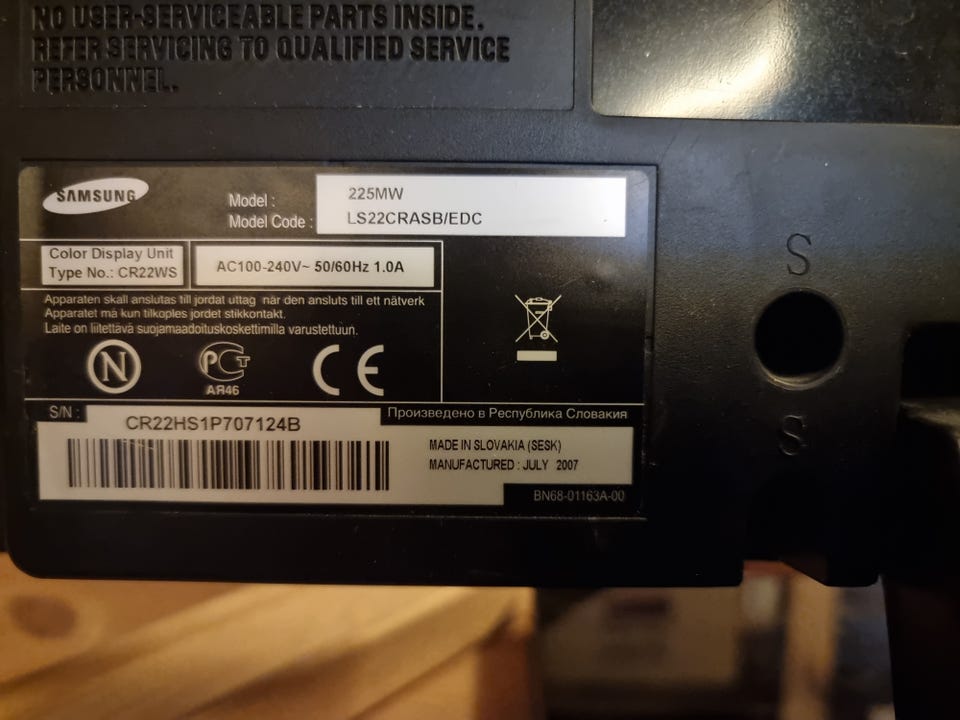 NO USER-SERVICEABLE PARTS INSIDE.
REFER SERVICING TO QUALIFIED SERVICE
PERSONNEL.
SAMSUNG
Model : 225MW
Model Code : LS22CRASB/EDC
Color Display Unit
Type No.: CR22WS
AC100-240V~ 50/60Hz 1.0A
Apparaten skall anslutas till jordat uttag när den ansluts till ett nätverk
Apparatet må kun tilkoples jordet stikkontakt.
Laite on liitettävä suojamaadoituskoskettimilla varustettuun.
N
РСТ
АЯ46
CE
S/N :
CR22HS1P707124B
Произведено в Республика Словакия
MADE IN SLOVAKIA (SESK)
MANUFACTURED : JULY 2007
BN68-01163A-00
S
S